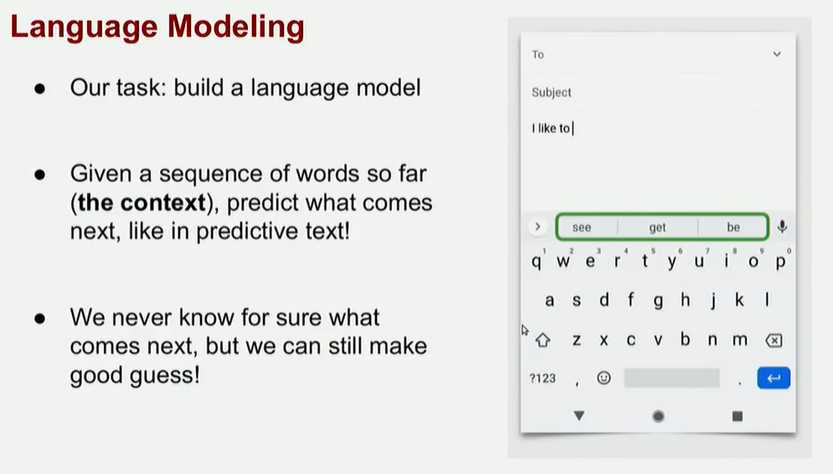 Language Modeling
● Our task: build a language model
● Given a sequence of words so far
(the context), predict what comes
next, like in predictive text!
● We never know for sure what
comes next, but we can still make
good guess!
To
Subject
I like to
see get be
1 2 3 4 5 6 7 8 9 0
q w e r t y u i o p
a s d f g h j k l
z x c v b n m
?123 , .